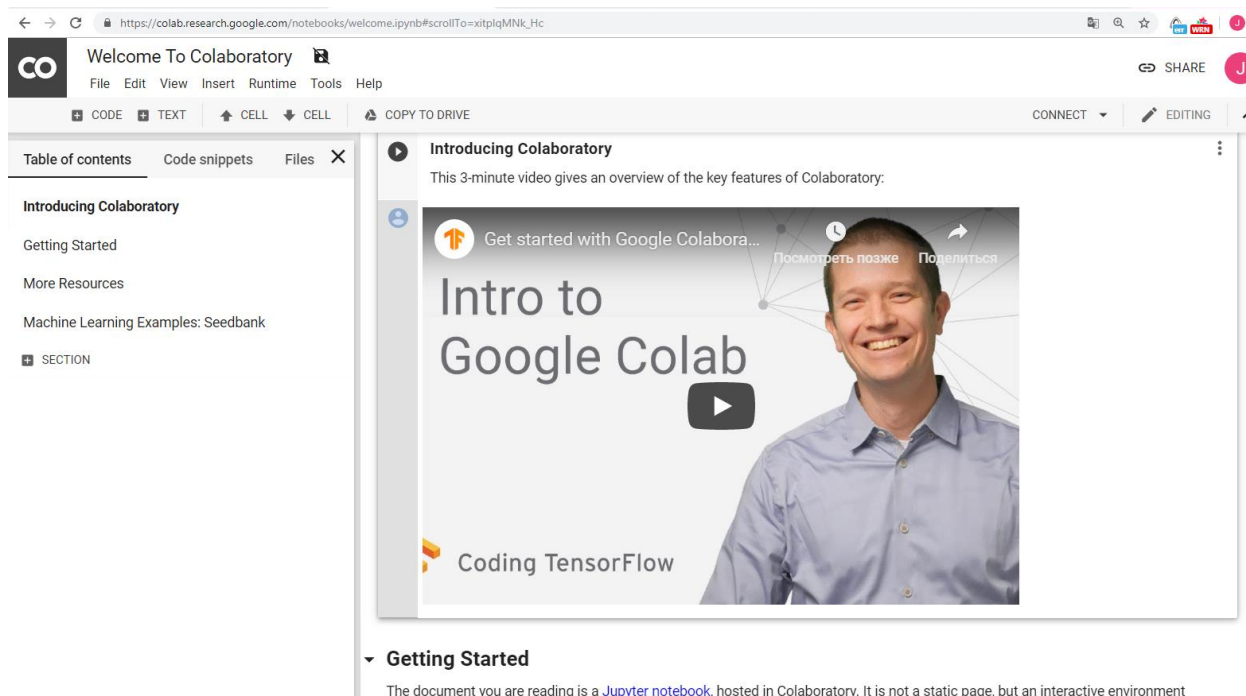 https://colab.research.google.com/notebooks/welcome.ipynb#scrollTo=xitplqMNk_Hc
err WRN J
CO Welcome To Colaboratory
File Edit View Insert Runtime Tools Help
SHARE J
CODE TEXT CELL CELL COPY TO DRIVE CONNECT EDITING
Table of contents Code snippets Files
Introducing Colaboratory
Getting Started
More Resources
Machine Learning Examples: Seedbank
SECTION
Introducing Colaboratory
This 3-minute video gives an overview of the key features of Colaboratory:
Get started with Google Colabora...
Посмотреть позже Поделиться
Intro to
Google Colab
Coding TensorFlow
Getting Started
The document you are reading is a Jupyter notebook, hosted in Colaboratory. It is not a static page, but an interactive environment